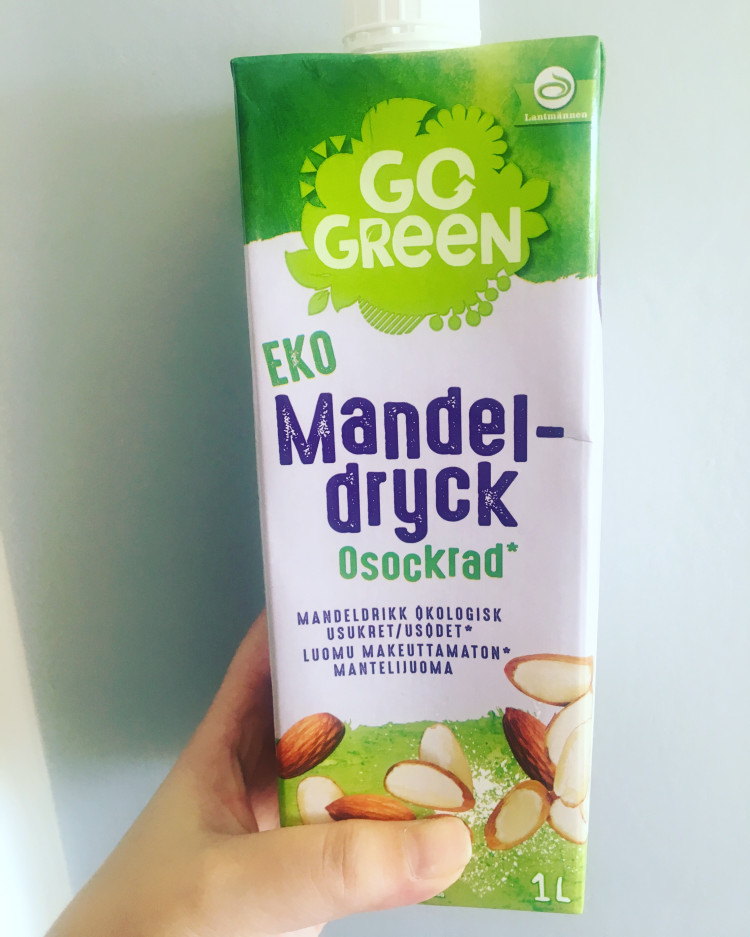 Lantmännen
GO
GREEN
EKO
Mandel-
dryck
Osockrad*
MANDELDRIKK ØKOLOGISK
USUKRET/USØDET*
LUOMU MAKEUTTAMATON*
MANTELIJUOMA
1L